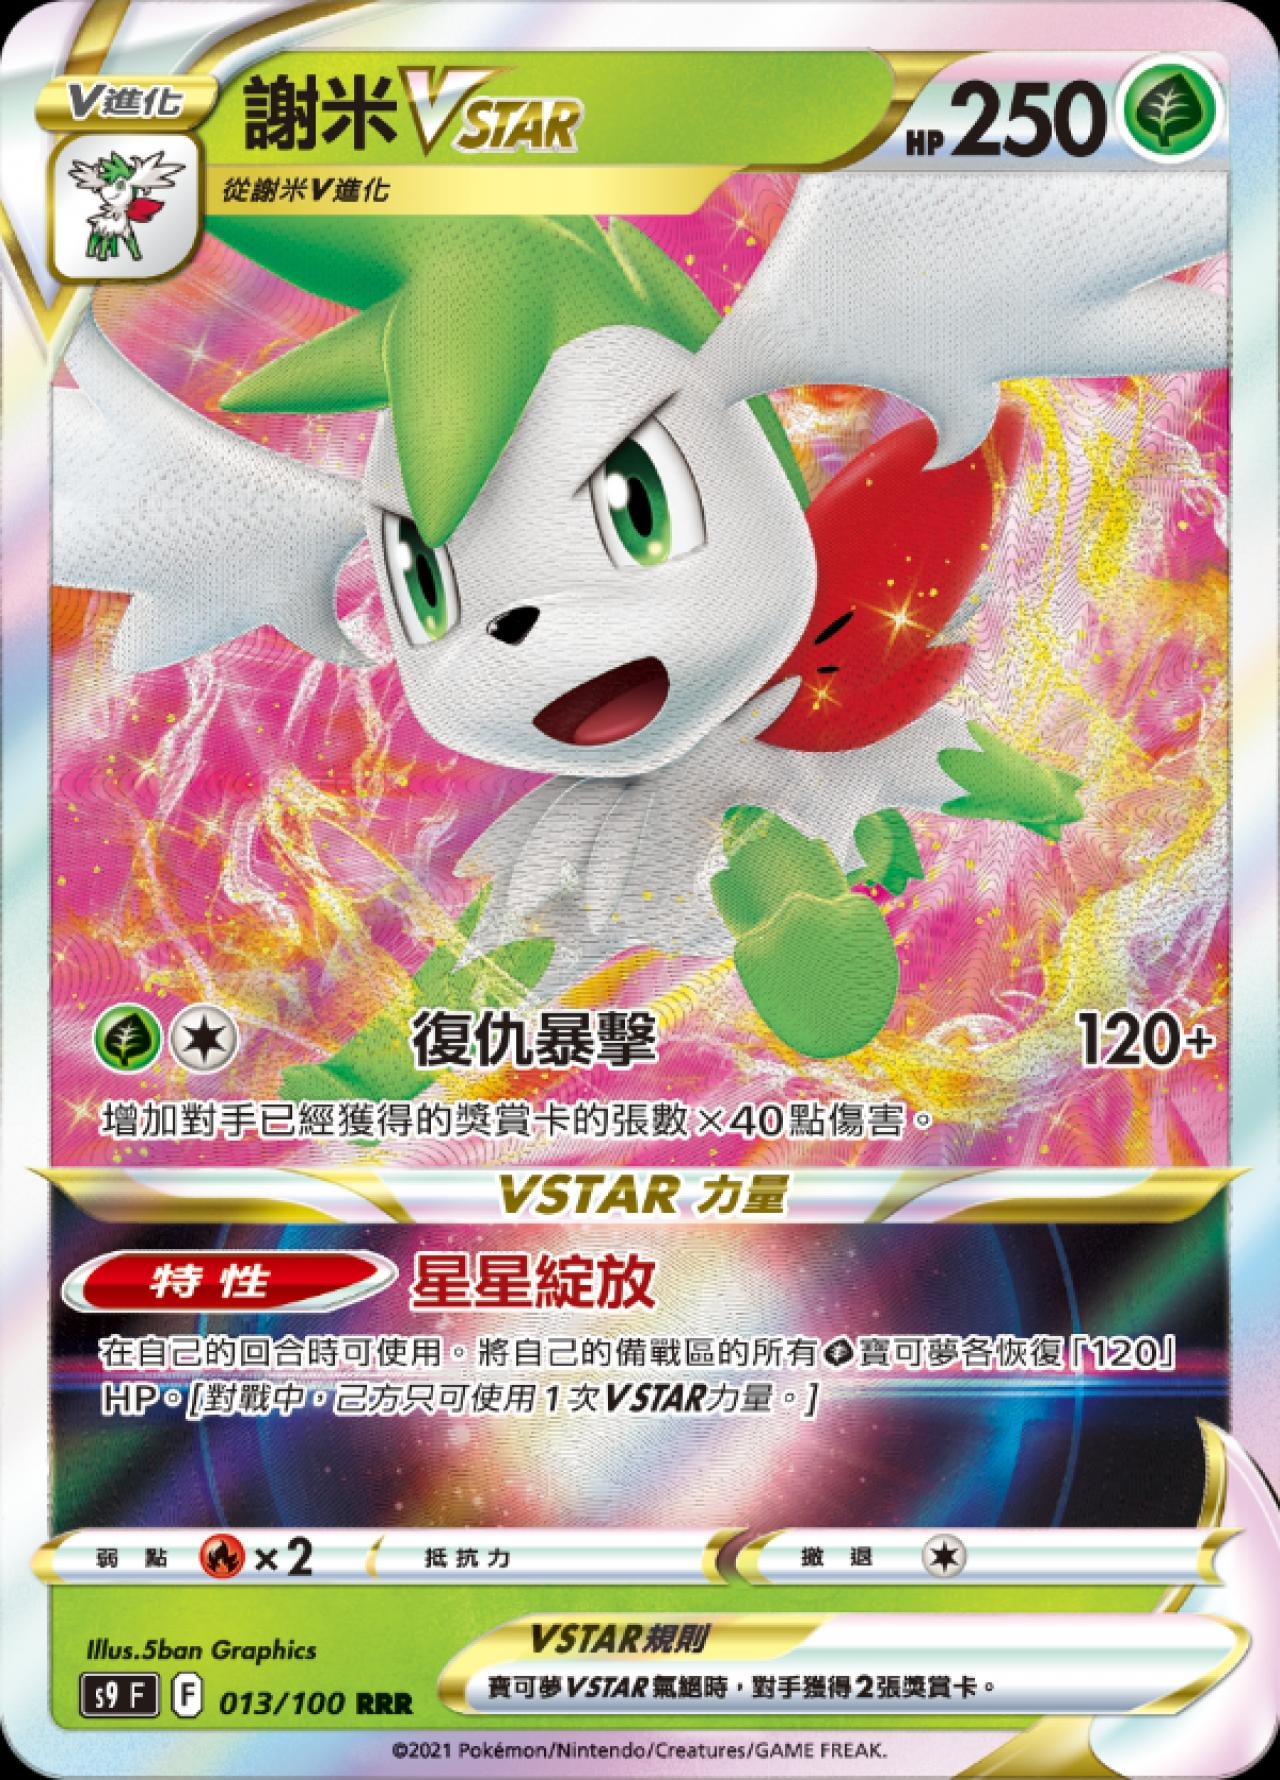 V進化
謝米VSTAR
HP 250
從謝米V進化
復仇暴擊 120+
增加對手已經獲得的獎賞卡的張數×40點傷害。
VSTAR力量
特性 星星綻放
在自己的回合時可使用。將自己的備戰區的所有寶可夢各恢復「120」
HP。[對戰中,己方只可使用1次VSTAR力量。]
弱點 ×2 抵抗力 撤退
Illus.5ban Graphics
VSTAR規則
寶可夢VSTAR氣絕時,對手獲得2張獎賞卡。
s9 F F 013/100 RRR
©2021 Pokémon/Nintendo/Creatures/GAME FREAK.